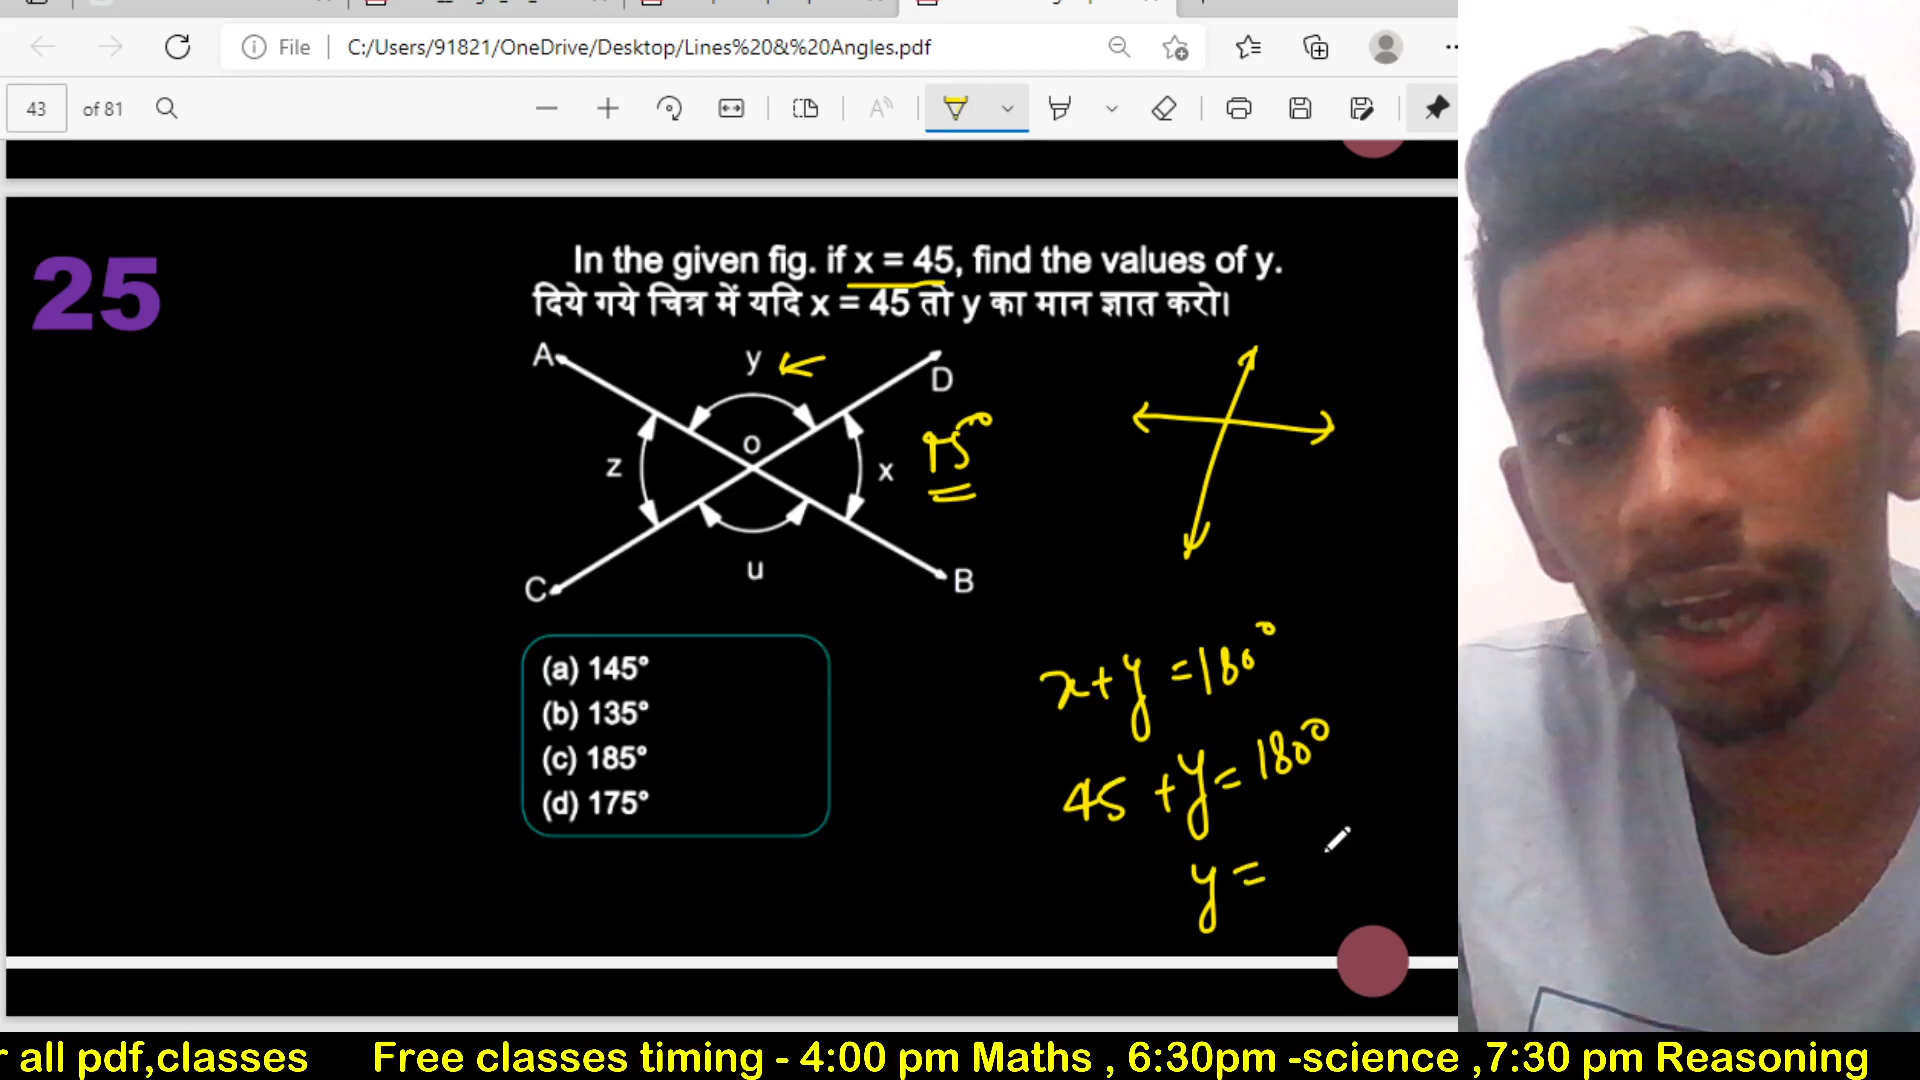 File
C:/Users/91821/OneDrive/Desktop/Lines%20&%20Angles.pdf
43 of 81
25
In the given fig. if x = 45, find the values of y.
दिये गये चित्र में यदि x = 45 तो y का मान ज्ञात करो।
A
y
D
o
z
x
C
u
B
(a) 145°
(b) 135°
(c) 185°
(d) 175°
x+y =180°
45 +y=180°
y=
all pdf,classes Free classes timing - 4:00 pm Maths , 6:30pm -science ,7:30 pm Reasoning